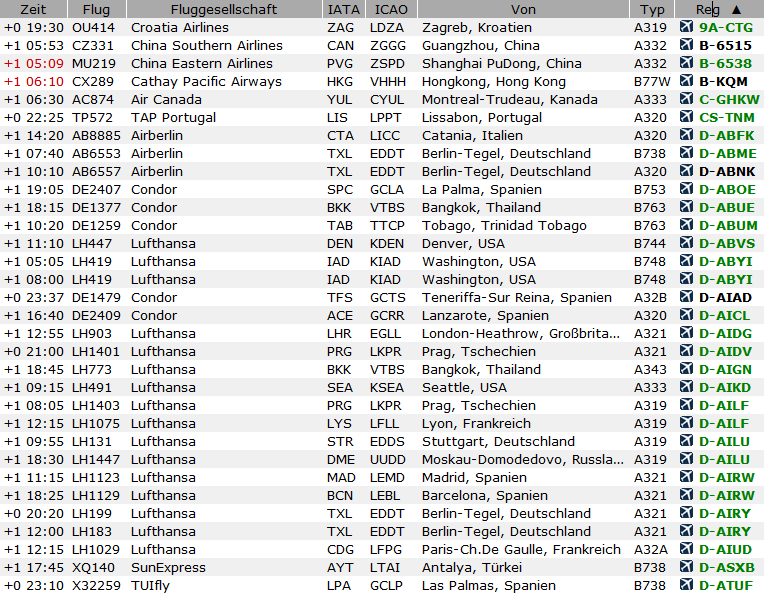 Zeit Flug Fluggesellschaft IATA ICAO Von Typ Reg ▲
+0 19:30 OU414 Croatia Airlines ZAG LDZA Zagreb, Kroatien A319 9A-CTG
+1 05:53 CZ331 China Southern Airlines CAN ZGGG Guangzhou, China A332 B-6515
+1 05:09 MU219 China Eastern Airlines PVG ZSPD Shanghai PuDong, China A332 B-6538
+1 06:10 CX289 Cathay Pacific Airways HKG VHHH Hongkong, Hong Kong B77W B-KQM
+1 06:30 AC874 Air Canada YUL CYUL Montreal-Trudeau, Kanada A333 C-GHKW
+0 22:25 TP572 TAP Portugal LIS LPPT Lissabon, Portugal A320 CS-TNM
+1 14:20 AB8885 Airberlin CTA LICC Catania, Italien A320 D-ABFK
+1 07:40 AB6553 Airberlin TXL EDDT Berlin-Tegel, Deutschland B738 D-ABME
+1 10:10 AB6557 Airberlin TXL EDDT Berlin-Tegel, Deutschland A320 D-ABNK
+1 19:05 DE2407 Condor SPC GCLA La Palma, Spanien B753 D-ABOE
+1 18:15 DE1377 Condor BKK VTBS Bangkok, Thailand B763 D-ABUE
+1 10:20 DE1259 Condor TAB TTCP Tobago, Trinidad Tobago B763 D-ABUM
+1 11:10 LH447 Lufthansa DEN KDEN Denver, USA B744 D-ABVS
+1 05:05 LH419 Lufthansa IAD KIAD Washington, USA B748 D-ABYI
+1 08:00 LH419 Lufthansa IAD KIAD Washington, USA B748 D-ABYI
+0 23:37 DE1479 Condor TFS GCTS Teneriffa-Sur Reina, Spanien A32B D-AIAD
+1 16:40 DE2409 Condor ACE GCRR Lanzarote, Spanien A320 D-AICL
+1 12:55 LH903 Lufthansa LHR EGLL London-Heathrow, Großbrita... A321 D-AIDG
+0 21:00 LH1401 Lufthansa PRG LKPR Prag, Tschechien A321 D-AIDV
+1 18:45 LH773 Lufthansa BKK VTBS Bangkok, Thailand A343 D-AIGN
+1 09:15 LH491 Lufthansa SEA KSEA Seattle, USA A333 D-AIKD
+1 08:05 LH1403 Lufthansa PRG LKPR Prag, Tschechien A319 D-AILF
+1 12:15 LH1075 Lufthansa LYS LFLL Lyon, Frankreich A319 D-AILF
+1 09:55 LH131 Lufthansa STR EDDS Stuttgart, Deutschland A319 D-AILU
+1 18:30 LH1447 Lufthansa DME UUDD Moskau-Domodedovo, Russla... A319 D-AILU
+1 11:15 LH1123 Lufthansa MAD LEMD Madrid, Spanien A321 D-AIRW
+1 18:25 LH1129 Lufthansa BCN LEBL Barcelona, Spanien A321 D-AIRW
+0 20:20 LH199 Lufthansa TXL EDDT Berlin-Tegel, Deutschland A321 D-AIRY
+1 12:00 LH183 Lufthansa TXL EDDT Berlin-Tegel, Deutschland A321 D-AIRY
+1 12:15 LH1029 Lufthansa CDG LFPG Paris-Ch.De Gaulle, Frankreich A32A D-AIUD
+1 17:45 XQ140 SunExpress AYT LTAI Antalya, Türkei B738 D-ASXB
+0 23:10 X32259 TUIfly LPA GCLP Las Palmas, Spanien B738 D-ATUF